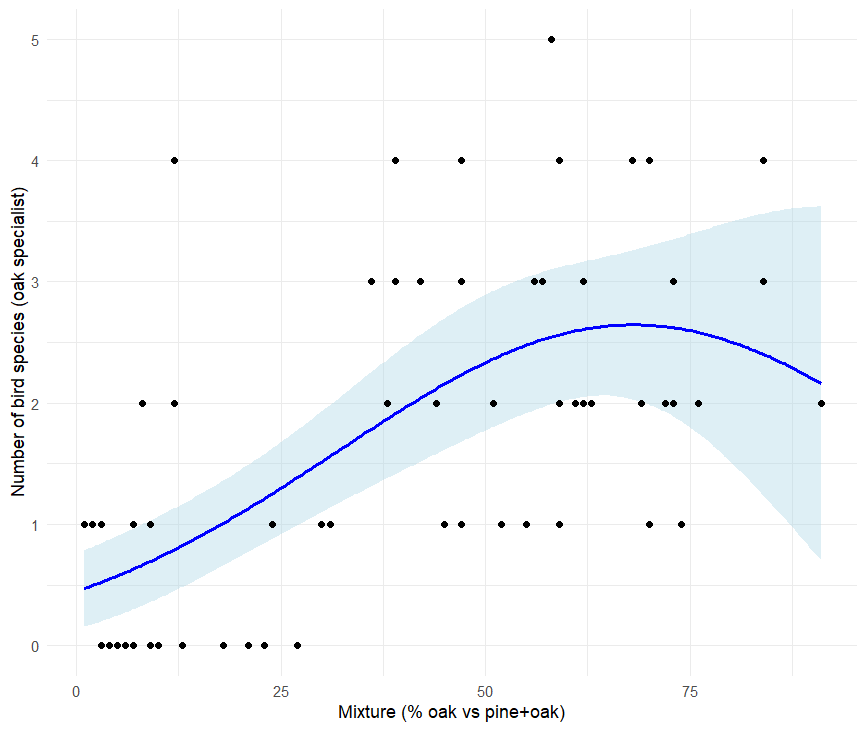 5
4
3
2
1
0
Number of bird species (oak specialist)
0 25 50 75
Mixture (% oak vs pine+oak)